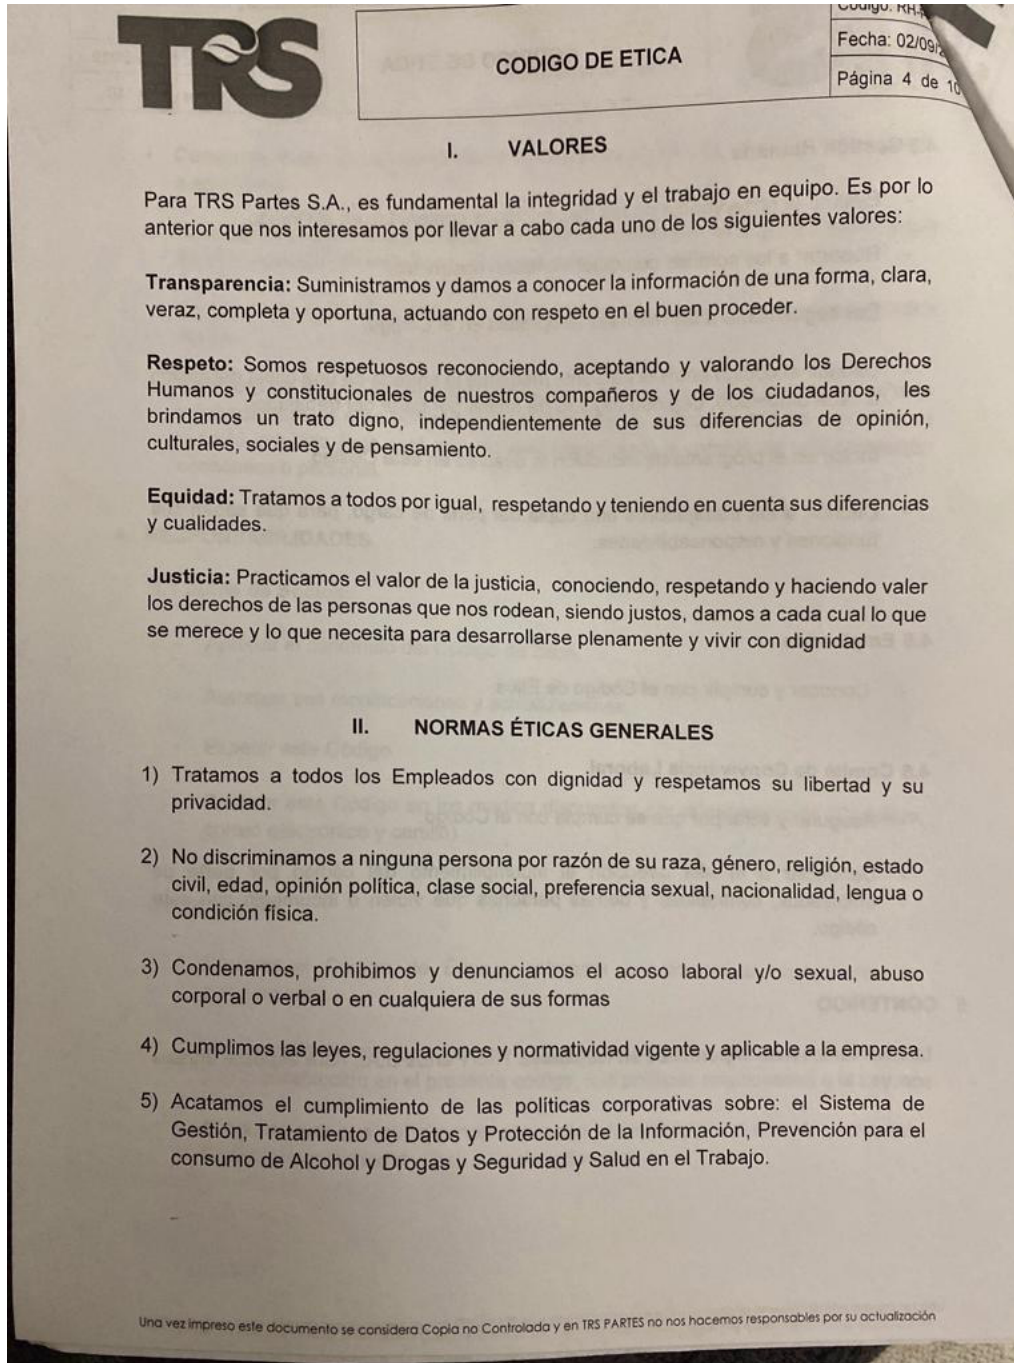 TRS
CODIGO DE ETICA
Código: RH-
Fecha: 02/09/
Página 4 de 10
I. VALORES
Para TRS Partes S.A., es fundamental la integridad y el trabajo en equipo. Es por lo
anterior que nos interesamos por llevar a cabo cada uno de los siguientes valores:
Transparencia: Suministramos y damos a conocer la información de una forma, clara,
veraz, completa y oportuna, actuando con respeto en el buen proceder.
Respeto: Somos respetuosos reconociendo, aceptando y valorando los Derechos
Humanos y constitucionales de nuestros compañeros y de los ciudadanos, les
brindamos un trato digno, independientemente de sus diferencias de opinión,
culturales, sociales y de pensamiento.
Equidad: Tratamos a todos por igual, respetando y teniendo en cuenta sus diferencias
y cualidades.
Justicia: Practicamos el valor de la justicia, conociendo, respetando y haciendo valer
los derechos de las personas que nos rodean, siendo justos, damos a cada cual lo que
se merece y lo que necesita para desarrollarse plenamente y vivir con dignidad
II. NORMAS ÉTICAS GENERALES
1) Tratamos a todos los Empleados con dignidad y respetamos su libertad y su
privacidad.
2) No discriminamos a ninguna persona por razón de su raza, género, religión, estado
civil, edad, opinión política, clase social, preferencia sexual, nacionalidad, lengua o
condición física.
3) Condenamos, prohibimos y denunciamos el acoso laboral y/o sexual, abuso
corporal o verbal o en cualquiera de sus formas
4) Cumplimos las leyes, regulaciones y normatividad vigente y aplicable a la empresa.
5) Acatamos el cumplimiento de las políticas corporativas sobre: el Sistema de
Gestión, Tratamiento de Datos y Protección de la Información, Prevención para el
consumo de Alcohol y Drogas y Seguridad y Salud en el Trabajo.
Una vez impreso este documento se considera Copia no Controlada y en TRS PARTES no nos hacemos responsables por su actualización